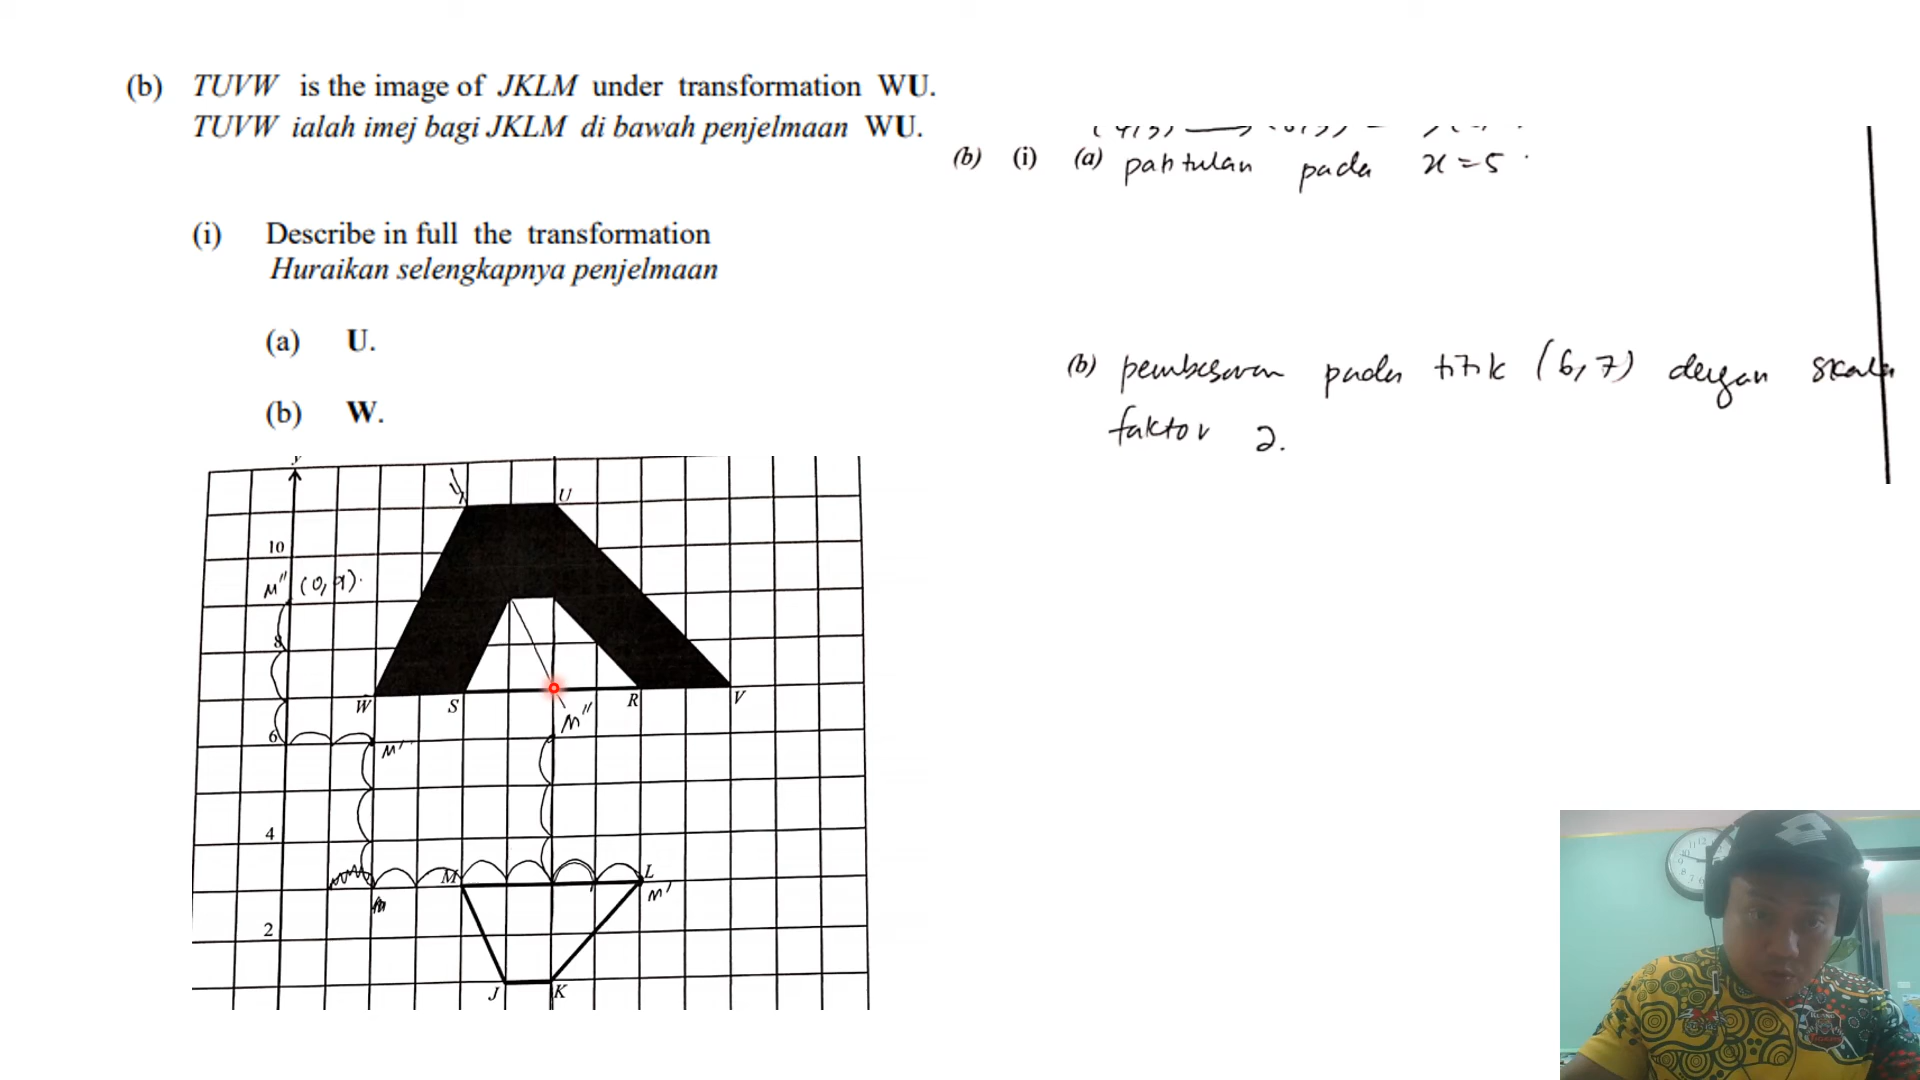 (b) TUVW is the image of JKLM under transformation WU.
TUVW ialah imej bagi JKLM di bawah penjelmaan WU.
(i) Describe in full the transformation
Huraikan selengkapnya penjelmaan
(a) U.
(b) W.
(b) (i) (a) pantulan pada x = 5.
(b) pembesaran pada titik (6, 7) dengan skala
faktor 2.
y
U
10
M'' (0, 9).
8
W S R V
M''
6
M''
4
M L
M'
2
J K